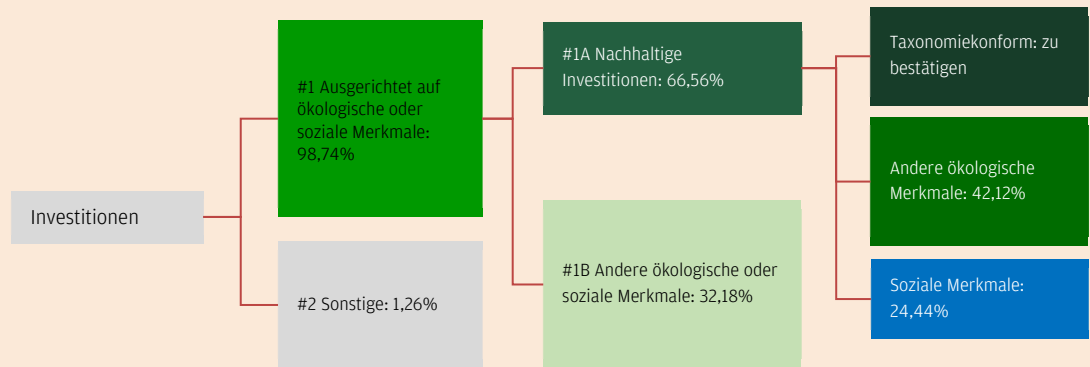 Investitionen
#1 Ausgerichtet auf
ökologische oder
soziale Merkmale:
98,74%
#2 Sonstige: 1,26%
#1A Nachhaltige
Investitionen: 66,56%
#1B Andere ökologische oder
soziale Merkmale: 32,18%
Taxonomiekonform: zu
bestätigen
Andere ökologische
Merkmale: 42,12%
Soziale Merkmale:
24,44%